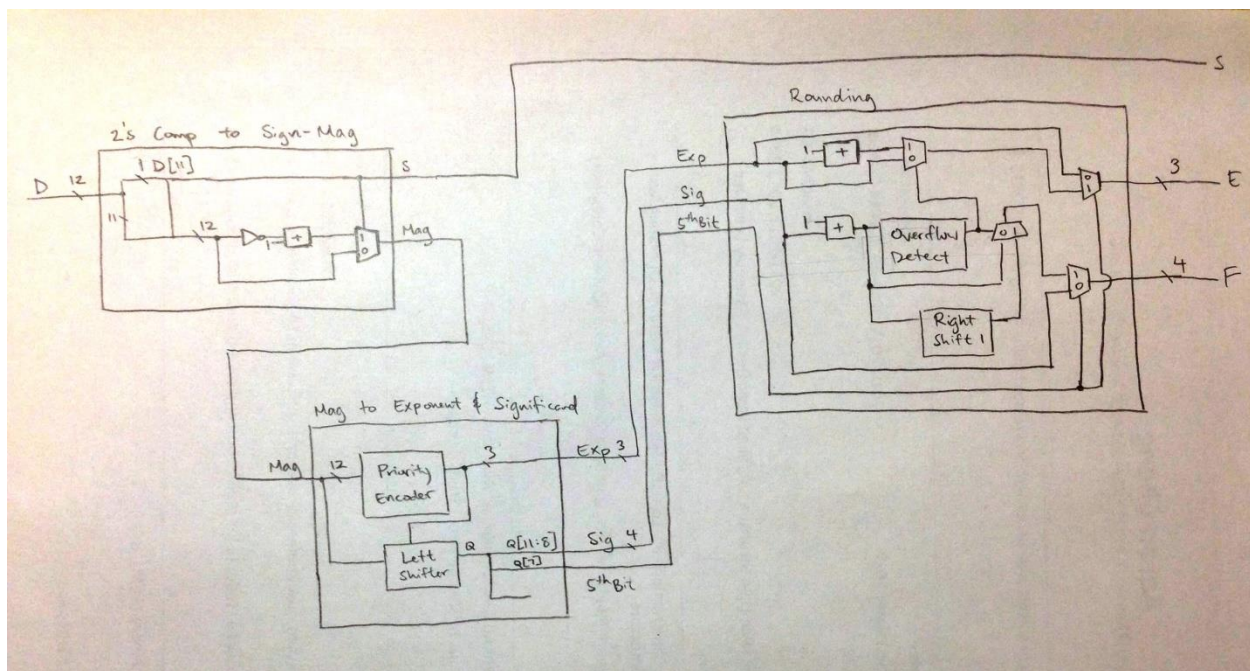 S
Rounding
2's Comp to Sign-Mag
1 D[11]
S
D 12
11
12
1
+
1
0
Mag
Exp
1
+
1
0
0
1
3
E
Sig
5th Bit
1
+
Overflow
Detect
0 1
1
0
4
F
Right
Shift 1
Mag to Exponent & Significand
Mag
12
Priority
Encoder
3
Exp 3
Left
Shifter
Q
Q[11:8]
Sig 4
Q[7]
5th Bit